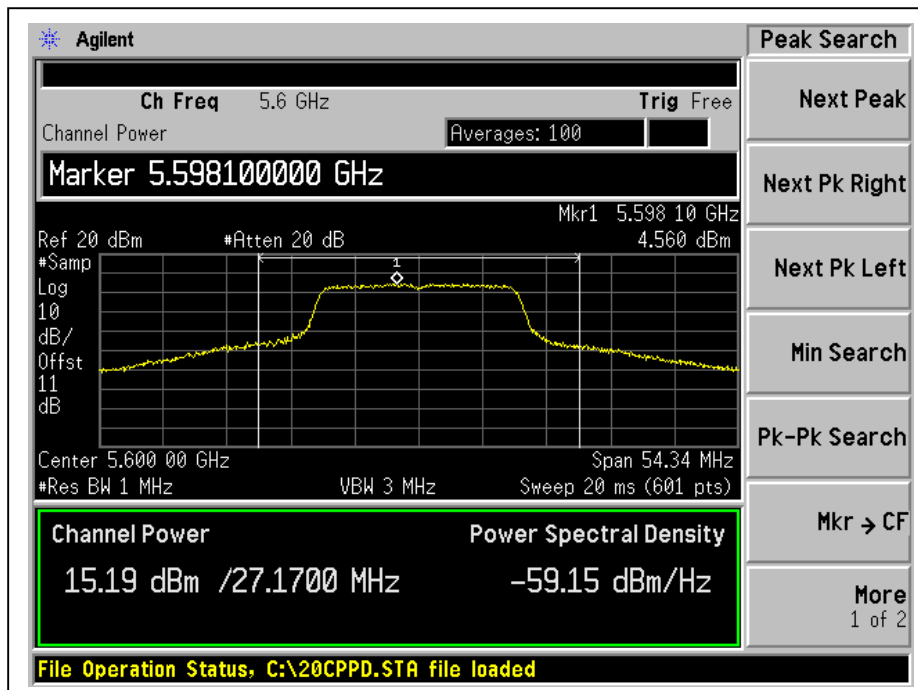 Agilent
Peak Search
Ch Freq 5.6 GHz Trig Free
Channel Power Averages: 100
Marker 5.598100000 GHz
Mkr1 5.598 10 GHz
Ref 20 dBm #Atten 20 dB 4.560 dBm
#Samp
Log
10
dB/
Offst
11
dB
1
Center 5.600 00 GHz Span 54.34 MHz
#Res BW 1 MHz VBW 3 MHz Sweep 20 ms (601 pts)
Channel Power Power Spectral Density
15.19 dBm /27.1700 MHz -59.15 dBm/Hz
File Operation Status, C:\20CPPD.STA file loaded
Next Peak
Next Pk Right
Next Pk Left
Min Search
Pk-Pk Search
Mkr → CF
More
1 of 2